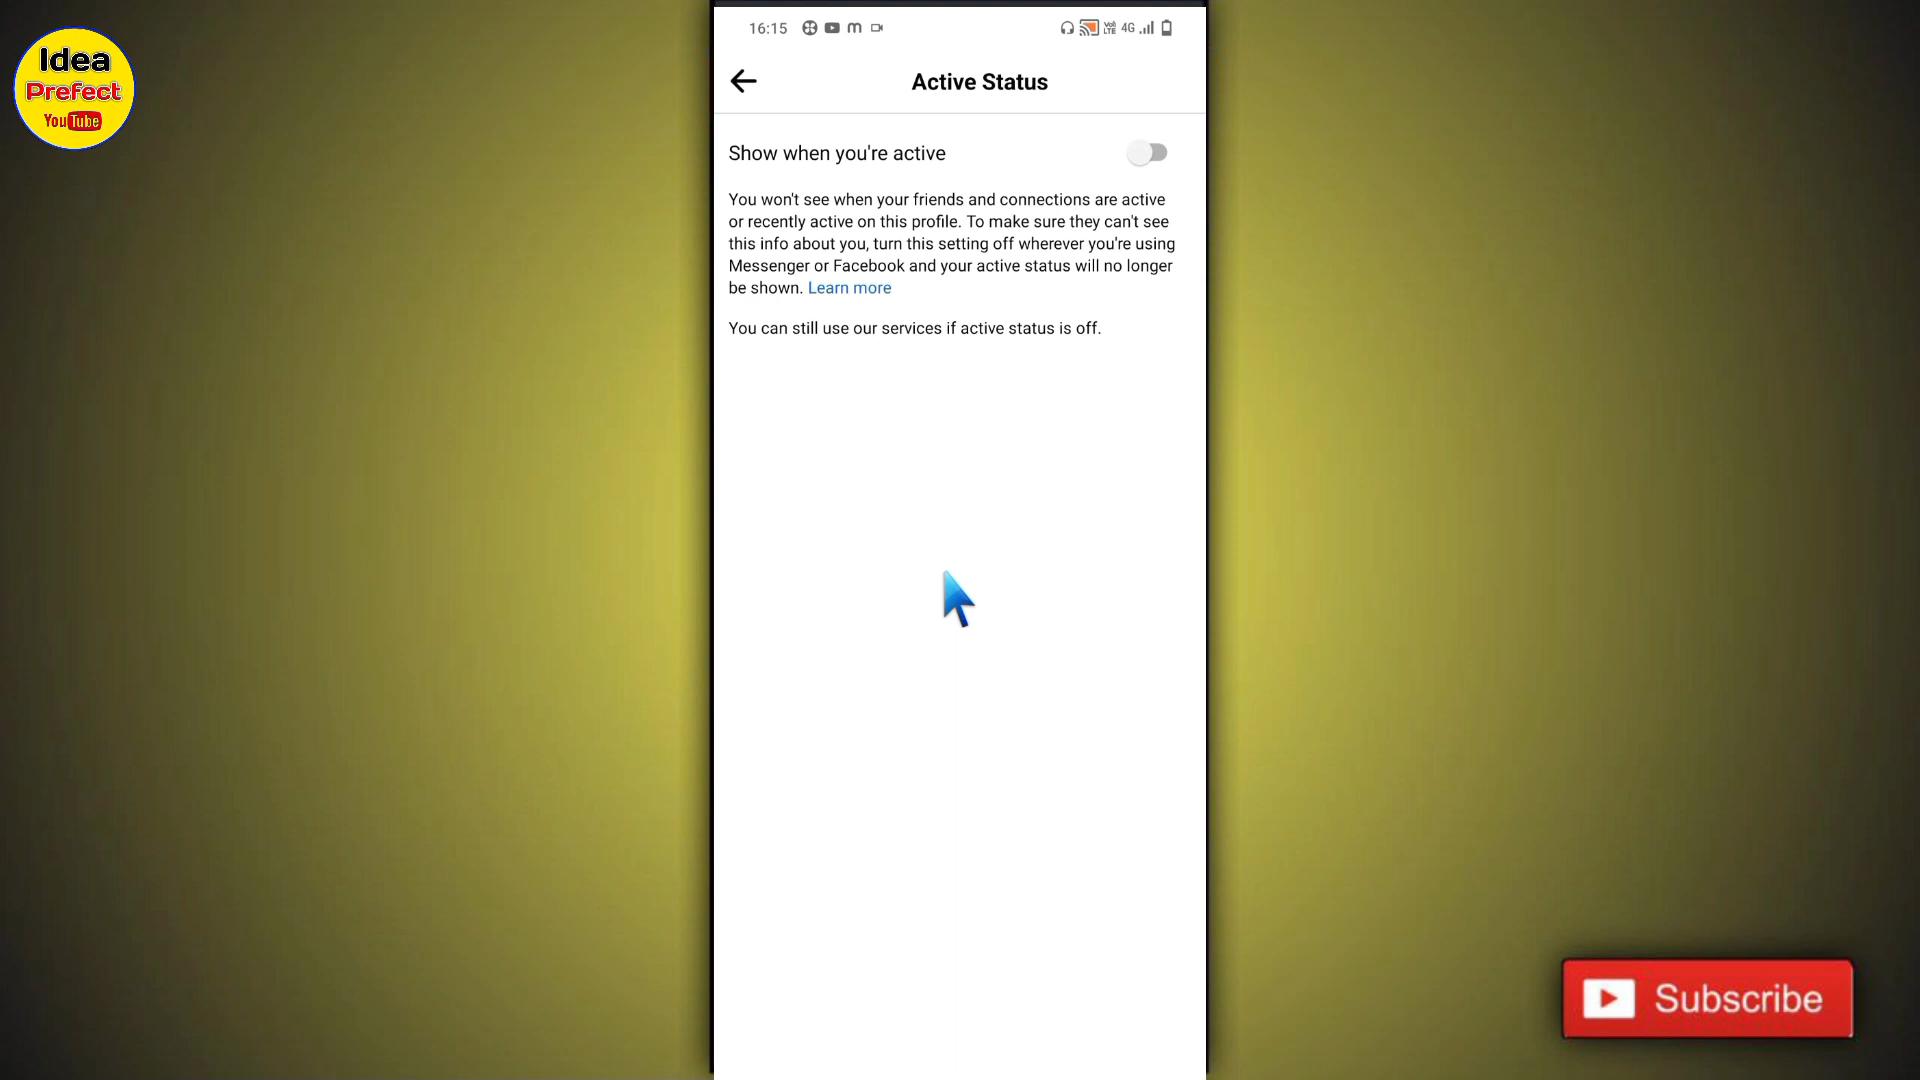 Idea
Prefect
YouTube
16:15
VoI) LTE 4G
Active Status
Show when you're active
You won't see when your friends and connections are active
or recently active on this profile. To make sure they can't see
this info about you, turn this setting off wherever you're using
Messenger or Facebook and your active status will no longer
be shown. Learn more
You can still use our services if active status is off.
Subscribe